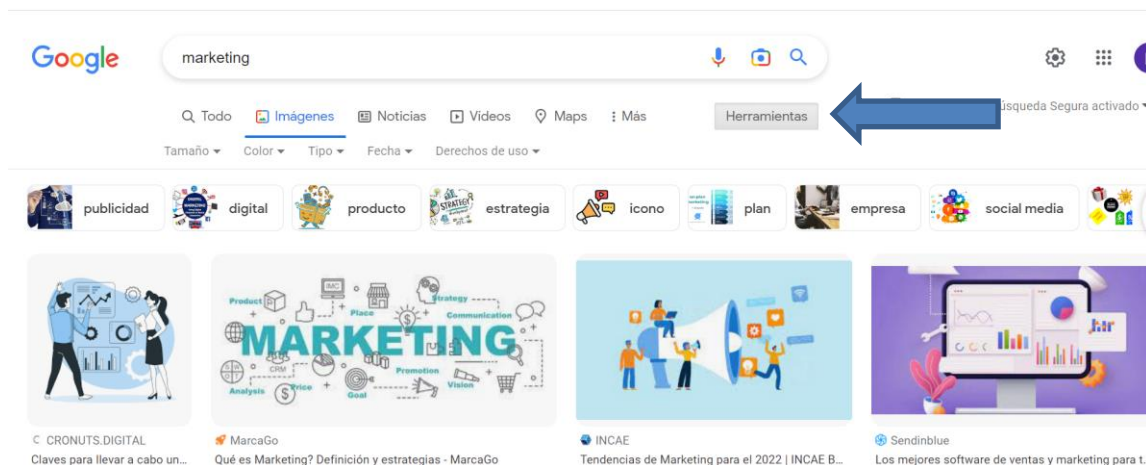 Google
marketing
Todo Imágenes Noticias Videos Maps Más Herramientas
úsqueda Segura activado
Tamaño Color Tipo Fecha Derechos de uso
publicidad digital producto estrategia icono plan empresa social media
IMC
Product
Place
Strategy
Communication
MARKETING
CRM
Analysis
Price
Goal
Promotion
Vision
CRONUTS.DIGITAL MarcaGo INCAE Sendinblue
Claves para llevar a cabo un... Qué es Marketing? Definición y estrategias - MarcaGo Tendencias de Marketing para el 2022 | INCAE B... Los mejores software de ventas y marketing para t.